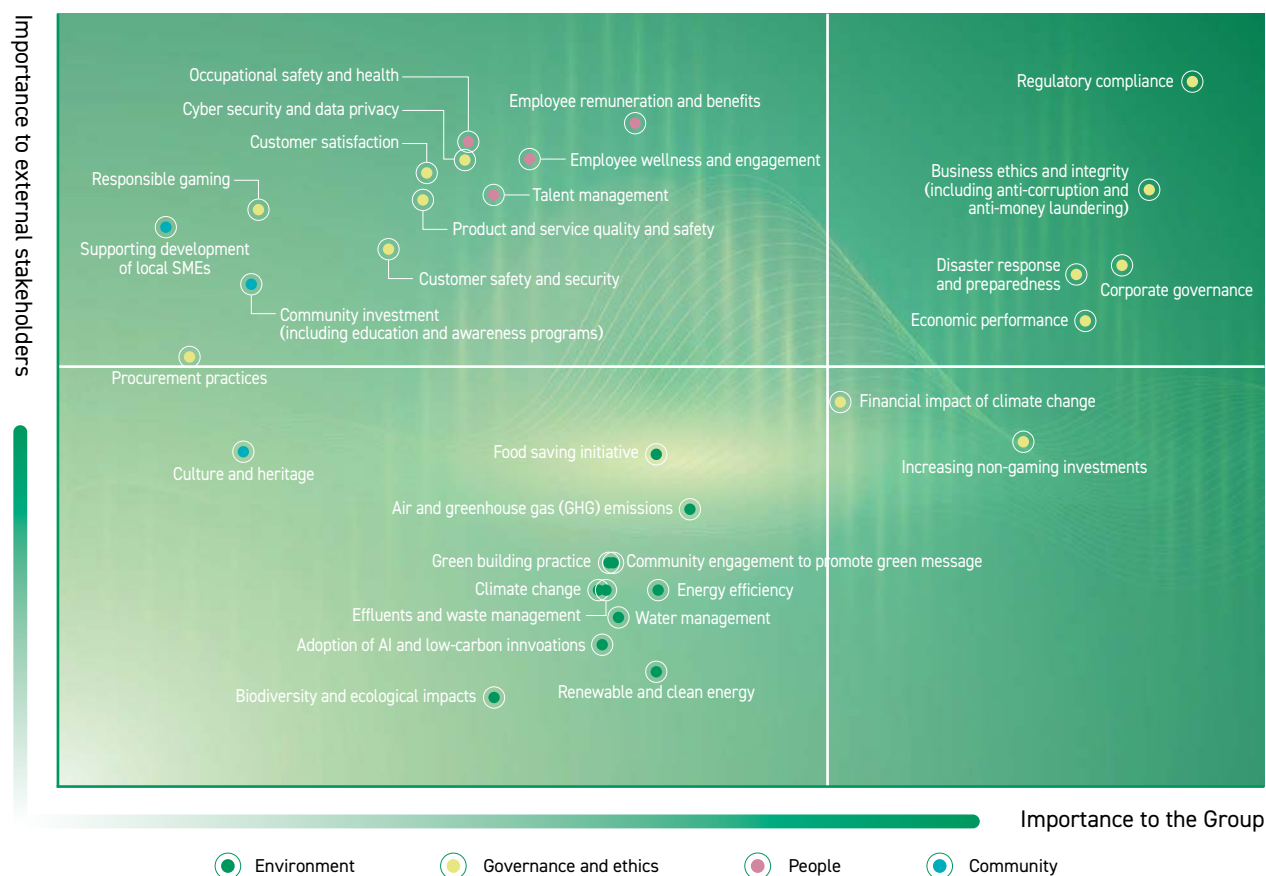 Importance to external stakeholders
Occupational safety and health
Cyber security and data privacy
Customer satisfaction
Responsible gaming
Supporting development
of local SMEs
Employee remuneration and benefits
Employee wellness and engagement
Talent management
Product and service quality and safety
Customer safety and security
Community investment
(including education and awareness programs)
Procurement practices
Regulatory compliance
Business ethics and integrity
(including anti-corruption and
anti-money laundering)
Disaster response
and preparedness
Corporate governance
Economic performance
Culture and heritage
Food saving initiative
Air and greenhouse gas (GHG) emissions
Green building practice
Community engagement to promote green message
Climate change
Energy efficiency
Effluents and waste management
Water management
Adoption of AI and low-carbon innvoations
Renewable and clean energy
Biodiversity and ecological impacts
Financial impact of climate change
Increasing non-gaming investments
Importance to the Group
Environment
Governance and ethics
People
Community